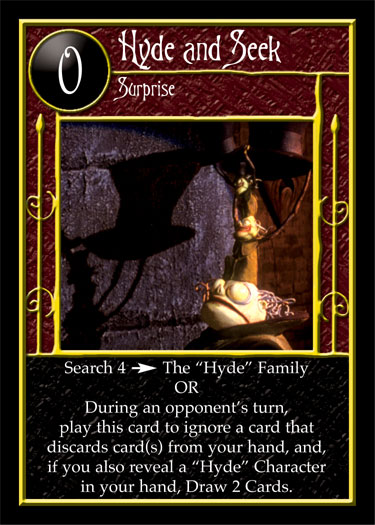 0
Hyde and Seek
Surprise
Search 4 → The “Hyde” Family
OR
During an opponent’s turn,
play this card to ignore a card that
discards card(s) from your hand, and,
if you also reveal a “Hyde” Character
in your hand, Draw 2 Cards.